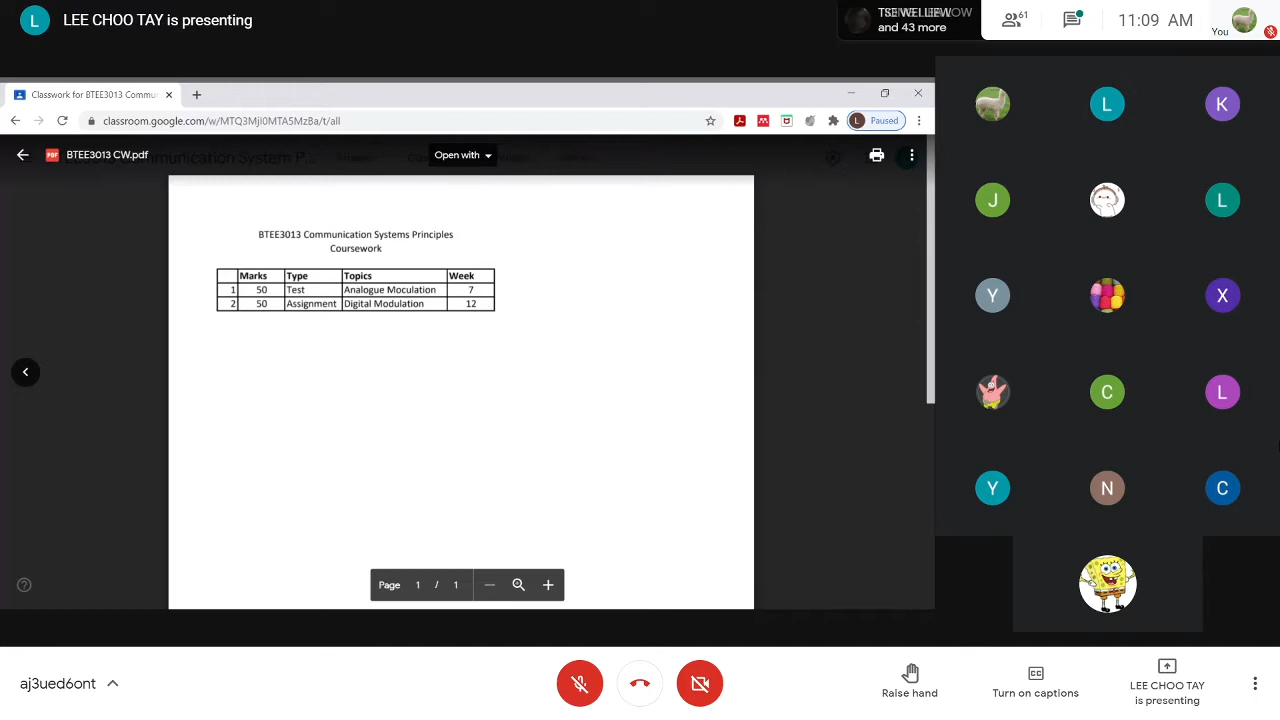 L LEE CHOO TAY is presenting
and 43 more
61
11:09 AM
You
Classwork for BTEE3013 Commu
classroom.google.com/w/MTQ3MjI0MTA5MzBa/t/all
L Paused
PDF BTEE3013 CW.pdf
Open with
BTEE3013 Communication Systems Principles
Coursework
Marks Type Topics Week
1 50 Test Analogue Moculation 7
2 50 Assignment Digital Modulation 12
Page 1 / 1
L K
J L
Y X
C L
Y N C
aj3ued6ont
Raise hand
CC
Turn on captions
LEE CHOO TAY
is presenting